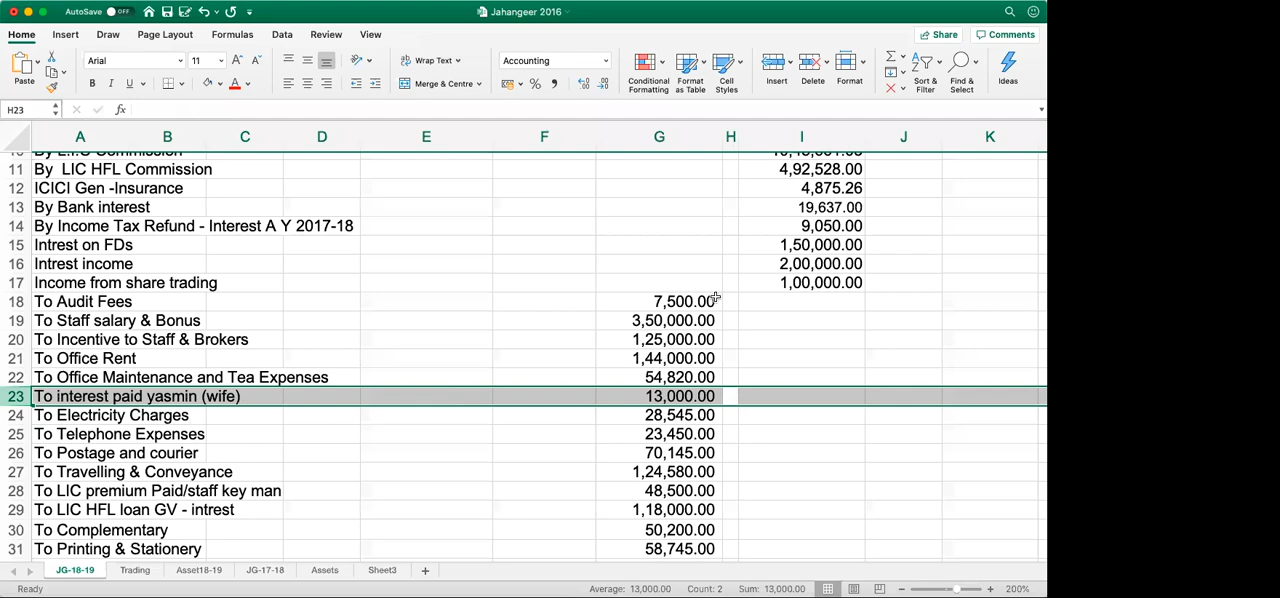 AutoSave OFF Jahangeer 2016
Home Insert Draw Page Layout Formulas Data Review View Share Comments
Paste Arial 11 A A Wrap Text Accounting Conditional Formatting Format as Table Cell Styles Insert Delete Format Sort & Filter Find & Select Ideas
B I U A Merge & Centre % ,
H23 fx
A B C D E F G H I J K
11 By LIC HFL Commission 4,92,528.00
12 ICICI Gen -Insurance 4,875.26
13 By Bank interest 19,637.00
14 By Income Tax Refund - Interest A Y 2017-18 9,050.00
15 Intrest on FDs 1,50,000.00
16 Intrest income 2,00,000.00
17 Income from share trading 1,00,000.00
18 To Audit Fees 7,500.00
19 To Staff salary & Bonus 3,50,000.00
20 To Incentive to Staff & Brokers 1,25,000.00
21 To Office Rent 1,44,000.00
22 To Office Maintenance and Tea Expenses 54,820.00
23 To interest paid yasmin (wife) 13,000.00
24 To Electricity Charges 28,545.00
25 To Telephone Expenses 23,450.00
26 To Postage and courier 70,145.00
27 To Travelling & Conveyance 1,24,580.00
28 To LIC premium Paid/staff key man 48,500.00
29 To LIC HFL loan GV - intrest 1,18,000.00
30 To Complementary 50,200.00
31 To Printing & Stationery 58,745.00
JG-18-19 Trading Asset18-19 JG-17-18 Assets Sheet3 +
Ready Average: 13,000.00 Count: 2 Sum: 13,000.00 200%